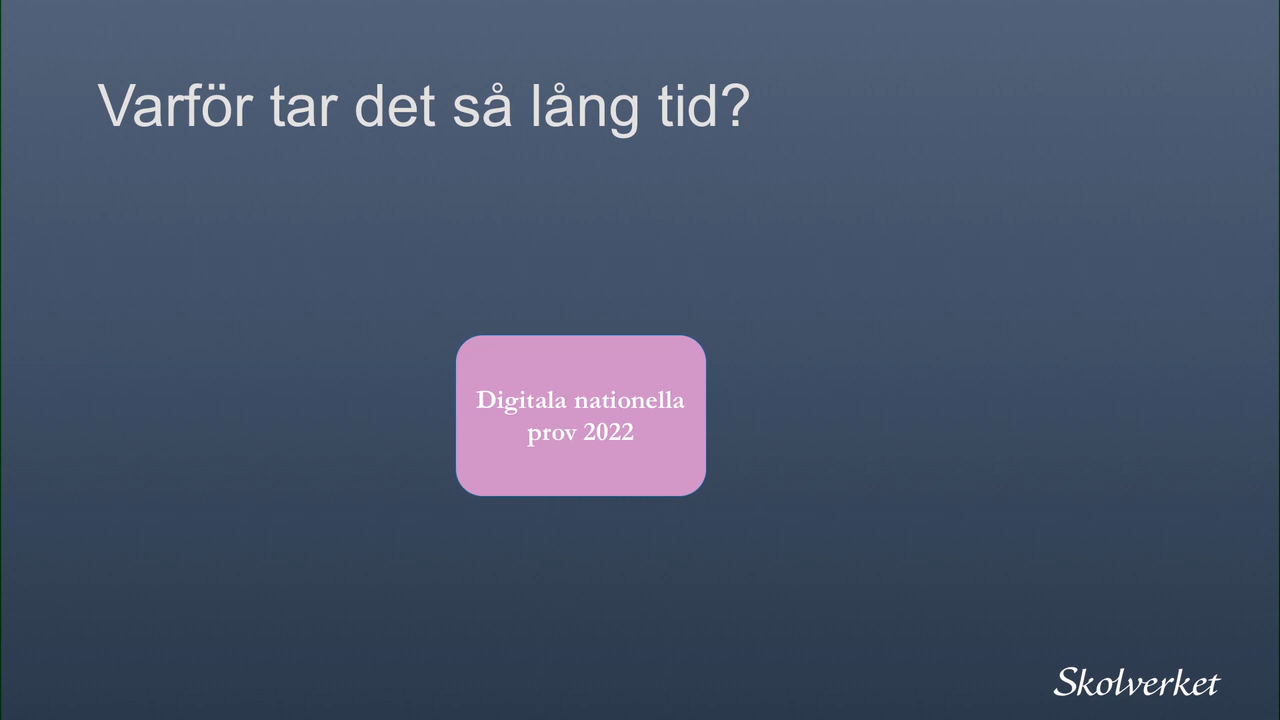 Varför tar det så lång tid?
Digitala nationella
prov 2022
Skolverket